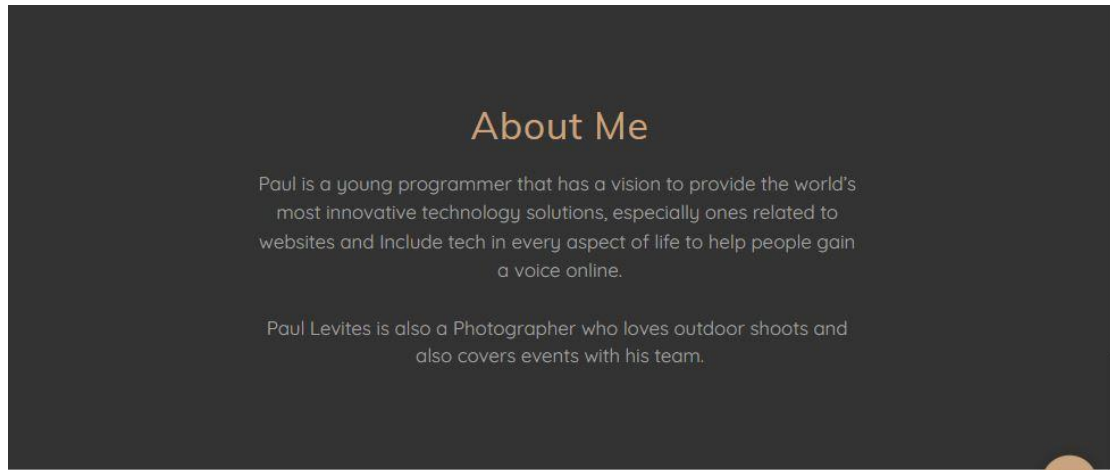 About Me
Paul is a young programmer that has a vision to provide the world's
most innovative technology solutions, especially ones related to
websites and Include tech in every aspect of life to help people gain
a voice online.
Paul Levites is also a Photographer who loves outdoor shoots and
also covers events with his team.